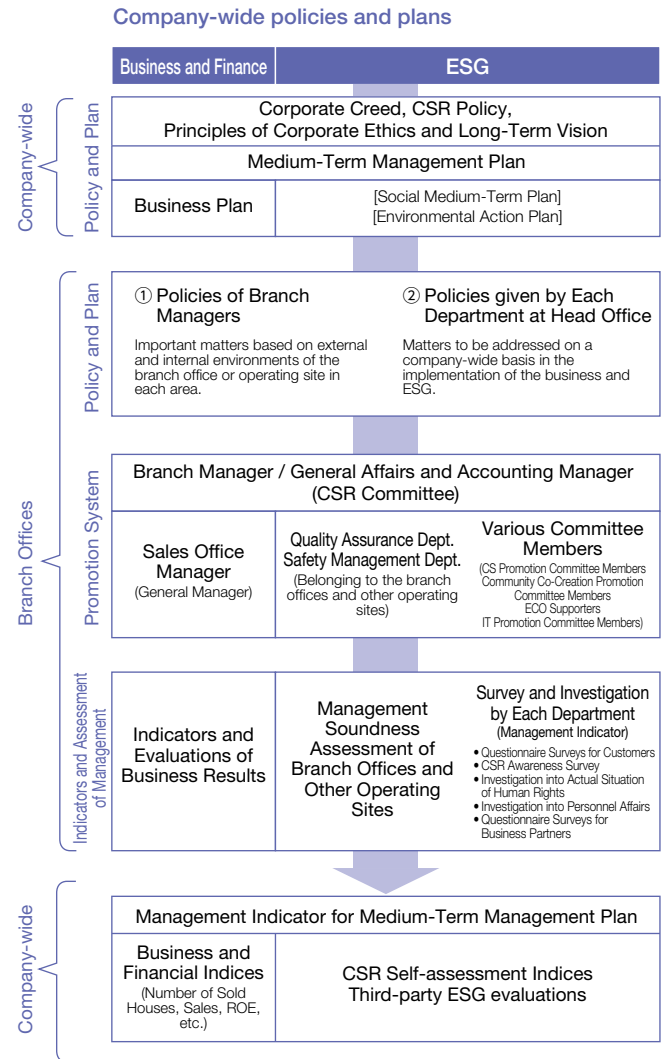 Company-wide policies and plans
Business and Finance
ESG
Company-wide
Policy and Plan
Corporate Creed, CSR Policy,
Principles of Corporate Ethics and Long-Term Vision
Medium-Term Management Plan
Business Plan
[Social Medium-Term Plan]
[Environmental Action Plan]
Branch Offices
Policy and Plan
① Policies of Branch
Managers
Important matters based on external
and internal environments of the
branch office or operating site in
each area.
② Policies given by Each
Department at Head Office
Matters to be addressed on a
company-wide basis in the
implementation of the business and
ESG.
Promotion System
Branch Manager / General Affairs and Accounting Manager
(CSR Committee)
Sales Office
Manager
(General Manager)
Quality Assurance Dept.
Safety Management Dept.
(Belonging to the branch
offices and other operating
sites)
Various Committee
Members
(CS Promotion Committee Members
Community Co-Creation Promotion
Committee Members
ECO Supporters
IT Promotion Committee Members)
Indicators and Assessment
of Management
Indicators and
Evaluations of
Business Results
Management
Soundness
Assessment of
Branch Offices and
Other Operating
Sites
Survey and Investigation
by Each Department
(Management Indicator)
• Questionnaire Surveys for Customers
• CSR Awareness Survey
• Investigation into Actual Situation
of Human Rights
• Investigation into Personnel Affairs
• Questionnaire Surveys for
Business Partners
Company-wide
Management Indicator for Medium-Term Management Plan
Business and
Financial Indices
(Number of Sold
Houses, Sales, ROE,
etc.)
CSR Self-assessment Indices
Third-party ESG evaluations